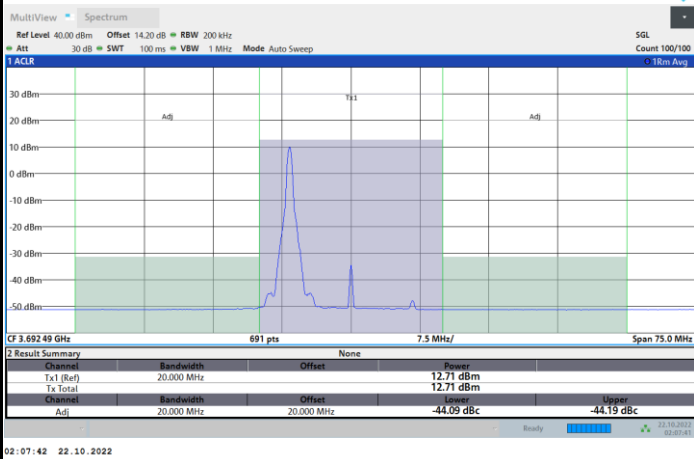 MultiView Spectrum
Ref Level 40.00 dBm Offset 14.20 dB RBW 200 kHz SGL
Att 30 dB SWT 100 ms VBW 1 MHz Mode Auto Sweep Count 100/100
1 ACLR 1Rm Avg
Tx1
30 dBm
Adj Adj
20 dBm
10 dBm
0 dBm
-10 dBm
-20 dBm
-30 dBm
-40 dBm
-50 dBm
CF 3.692 49 GHz 691 pts 7.5 MHz/ Span 75.0 MHz
2 Result Summary None
Channel Bandwidth Offset Power
Tx1 (Ref) 20.000 MHz 12.71 dBm
Tx Total 12.71 dBm
Channel Bandwidth Offset Lower Upper
Adj 20.000 MHz 20.000 MHz -44.09 dBc -44.19 dBc
Ready 22.10.2022
02:07:41
02:07:42 22.10.2022